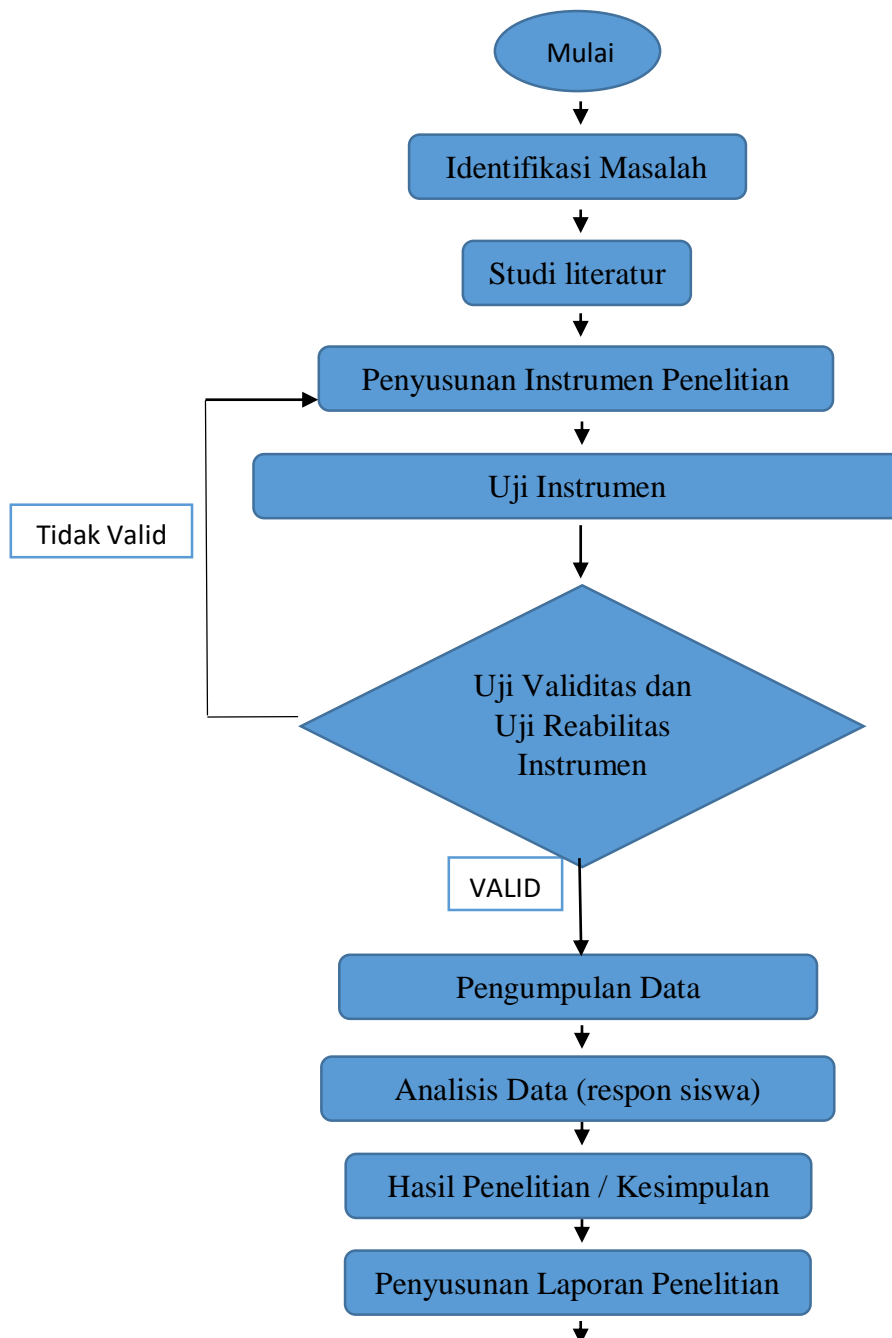 Mulai
Identifikasi Masalah
Studi literatur
Penyusunan Instrumen Penelitian
Uji Instrumen
Tidak Valid
Uji Validitas dan
Uji Reabilitas
Instrumen
VALID
Pengumpulan Data
Analisis Data (respon siswa)
Hasil Penelitian / Kesimpulan
Penyusunan Laporan Penelitian